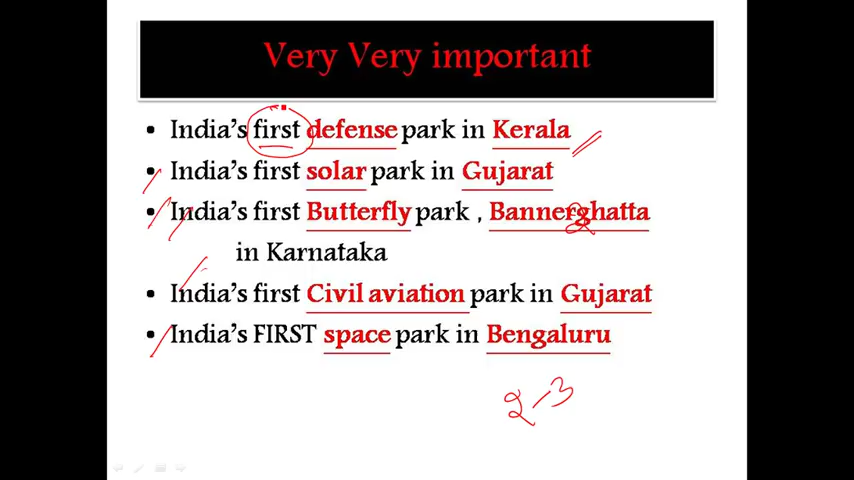 Very Very important
• India's first defense park in Kerala
• India's first solar park in Gujarat
• India's first Butterfly park , Bannerghatta
in Karnataka
• India's first Civil aviation park in Gujarat
• India's FIRST space park in Bengaluru
2-3